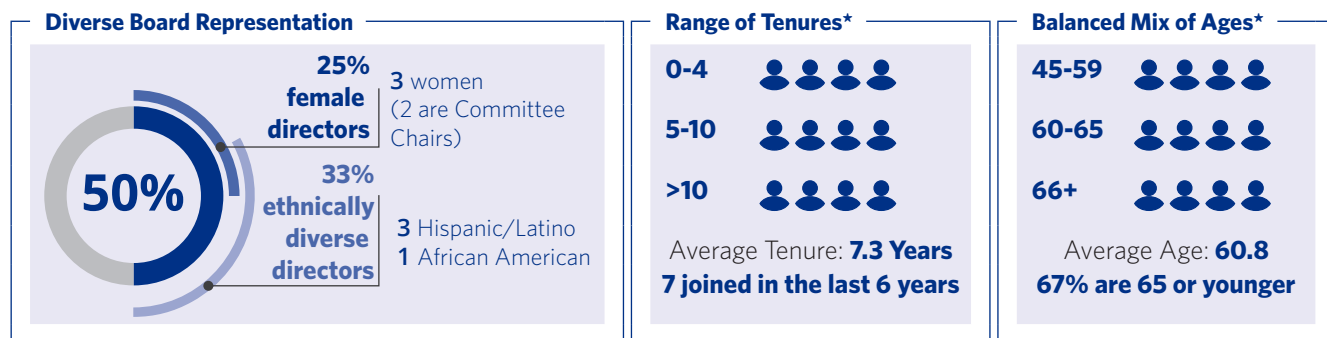 Diverse Board Representation
50%
25%
female
directors
3 women
(2 are Committee
Chairs)
33%
ethnically
diverse
directors
3 Hispanic/Latino
1 African American
Range of Tenures★
0-4
5-10
>10
Average Tenure: 7.3 Years
7 joined in the last 6 years
Balanced Mix of Ages★
45-59
60-65
66+
Average Age: 60.8
67% are 65 or younger